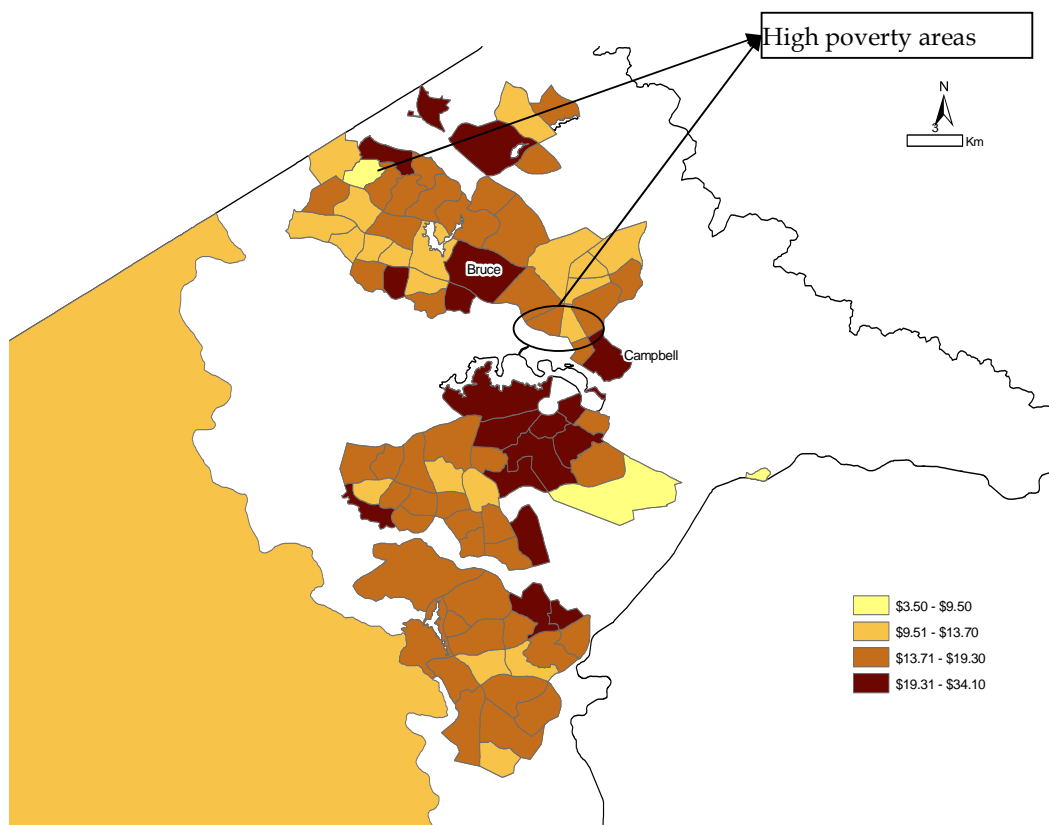 High poverty areas
N
3
Km
Bruce
Campbell
$3.50 - $9.50
$9.51 - $13.70
$13.71 - $19.30
$19.31 - $34.10